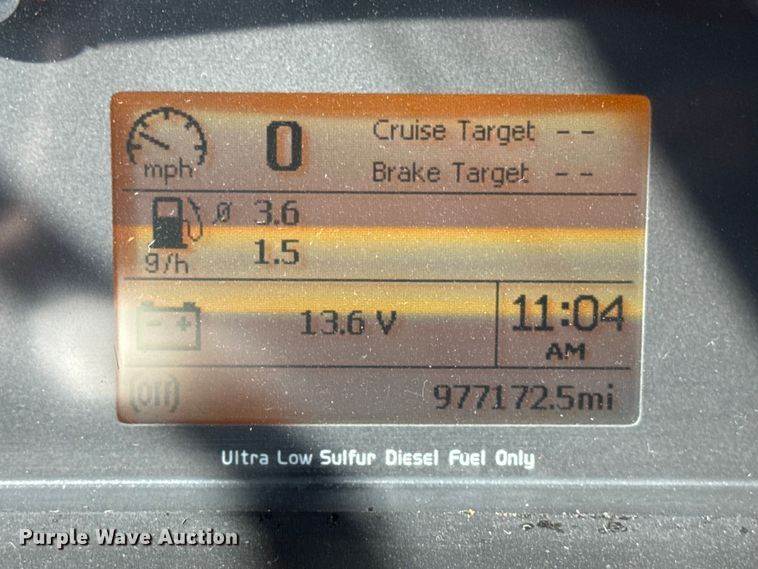 0 Cruise Target --
mph Brake Target --
Ø 3.6
g/h 1.5
- + 13.6 V 11:04
AM
(Off) 977172.5mi
Ultra Low Sulfur Diesel Fuel Only
Purple Wave Auction